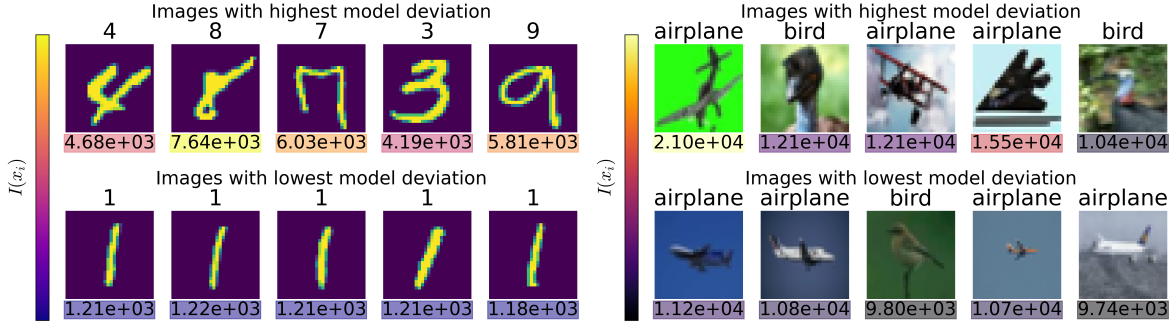 Images with highest model deviation
4 8 7 3 9
4.68e+03 7.64e+03 6.03e+03 4.19e+03 5.81e+03
Images with lowest model deviation
1 1 1 1 1
1.21e+03 1.22e+03 1.21e+03 1.21e+03 1.18e+03
I(x_i)
Images with highest model deviation
airplane bird airplane airplane bird
2.10e+04 1.21e+04 1.21e+04 1.55e+04 1.04e+04
Images with lowest model deviation
airplane airplane bird airplane airplane
1.12e+04 1.08e+04 9.80e+03 1.07e+04 9.74e+03
I(x_i)